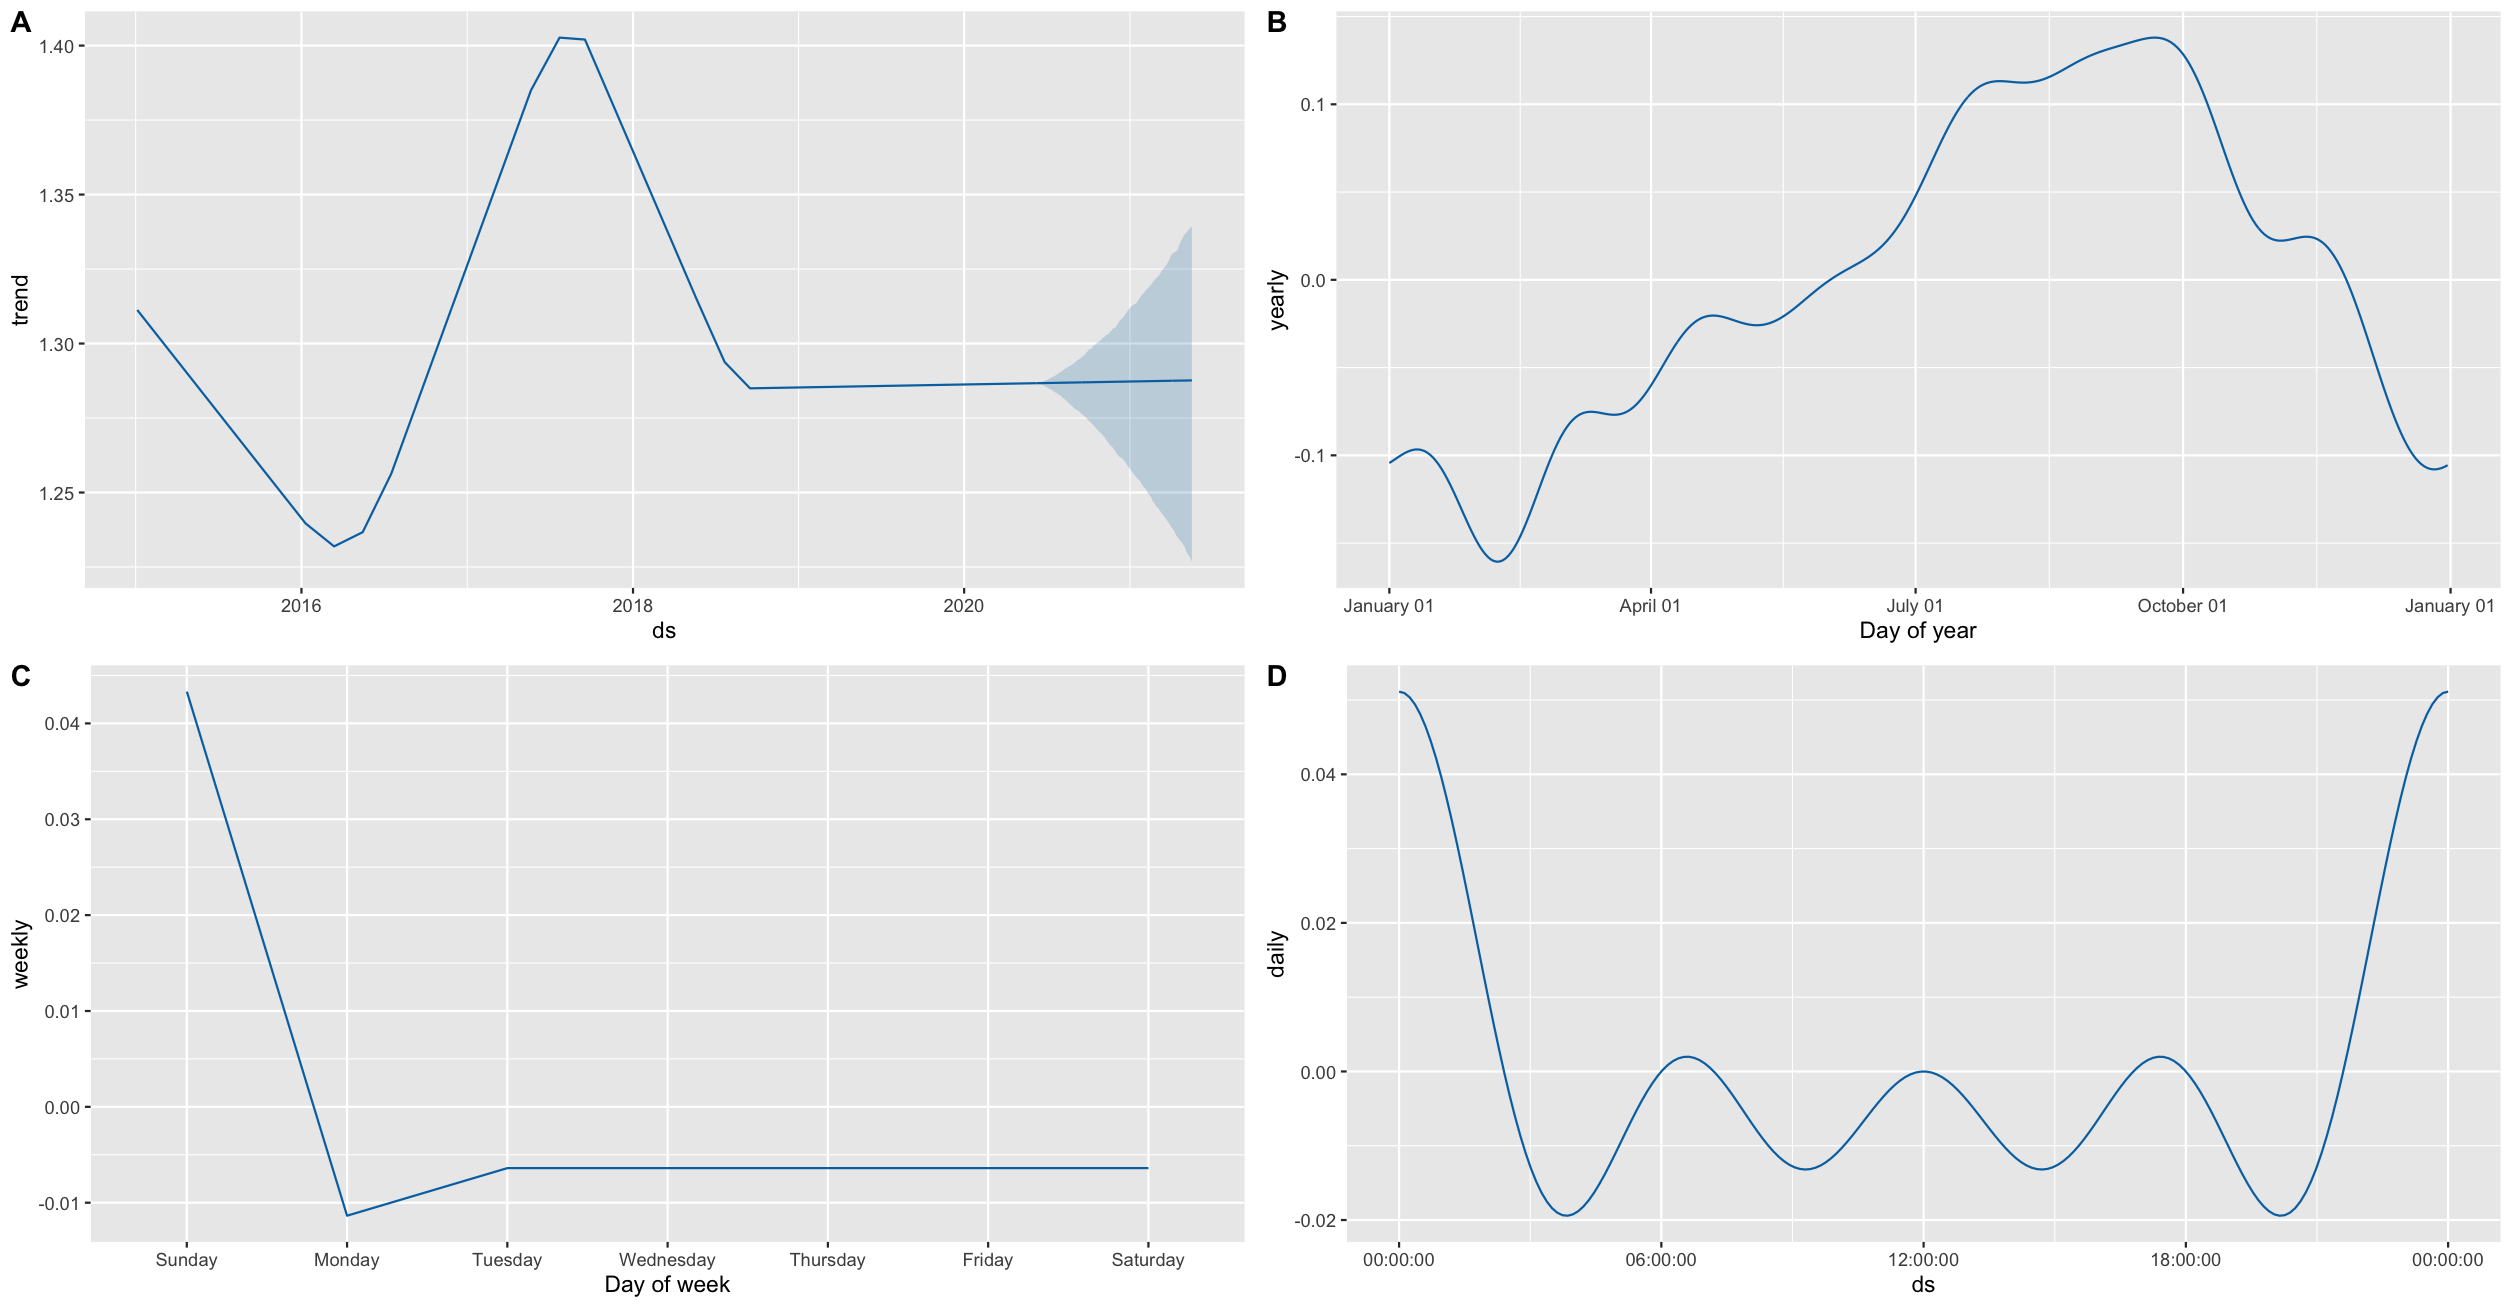 A
trend
1.40
1.35
1.30
1.25
2016 2018 2020
ds
B
yearly
0.1
0.0
-0.1
January 01 April 01 July 01 October 01 January 01
Day of year
C
weekly
0.04
0.03
0.02
0.01
0.00
-0.01
Sunday Monday Tuesday Wednesday Thursday Friday Saturday
Day of week
D
daily
0.04
0.02
0.00
-0.02
00:00:00 06:00:00 12:00:00 18:00:00 00:00:00
ds